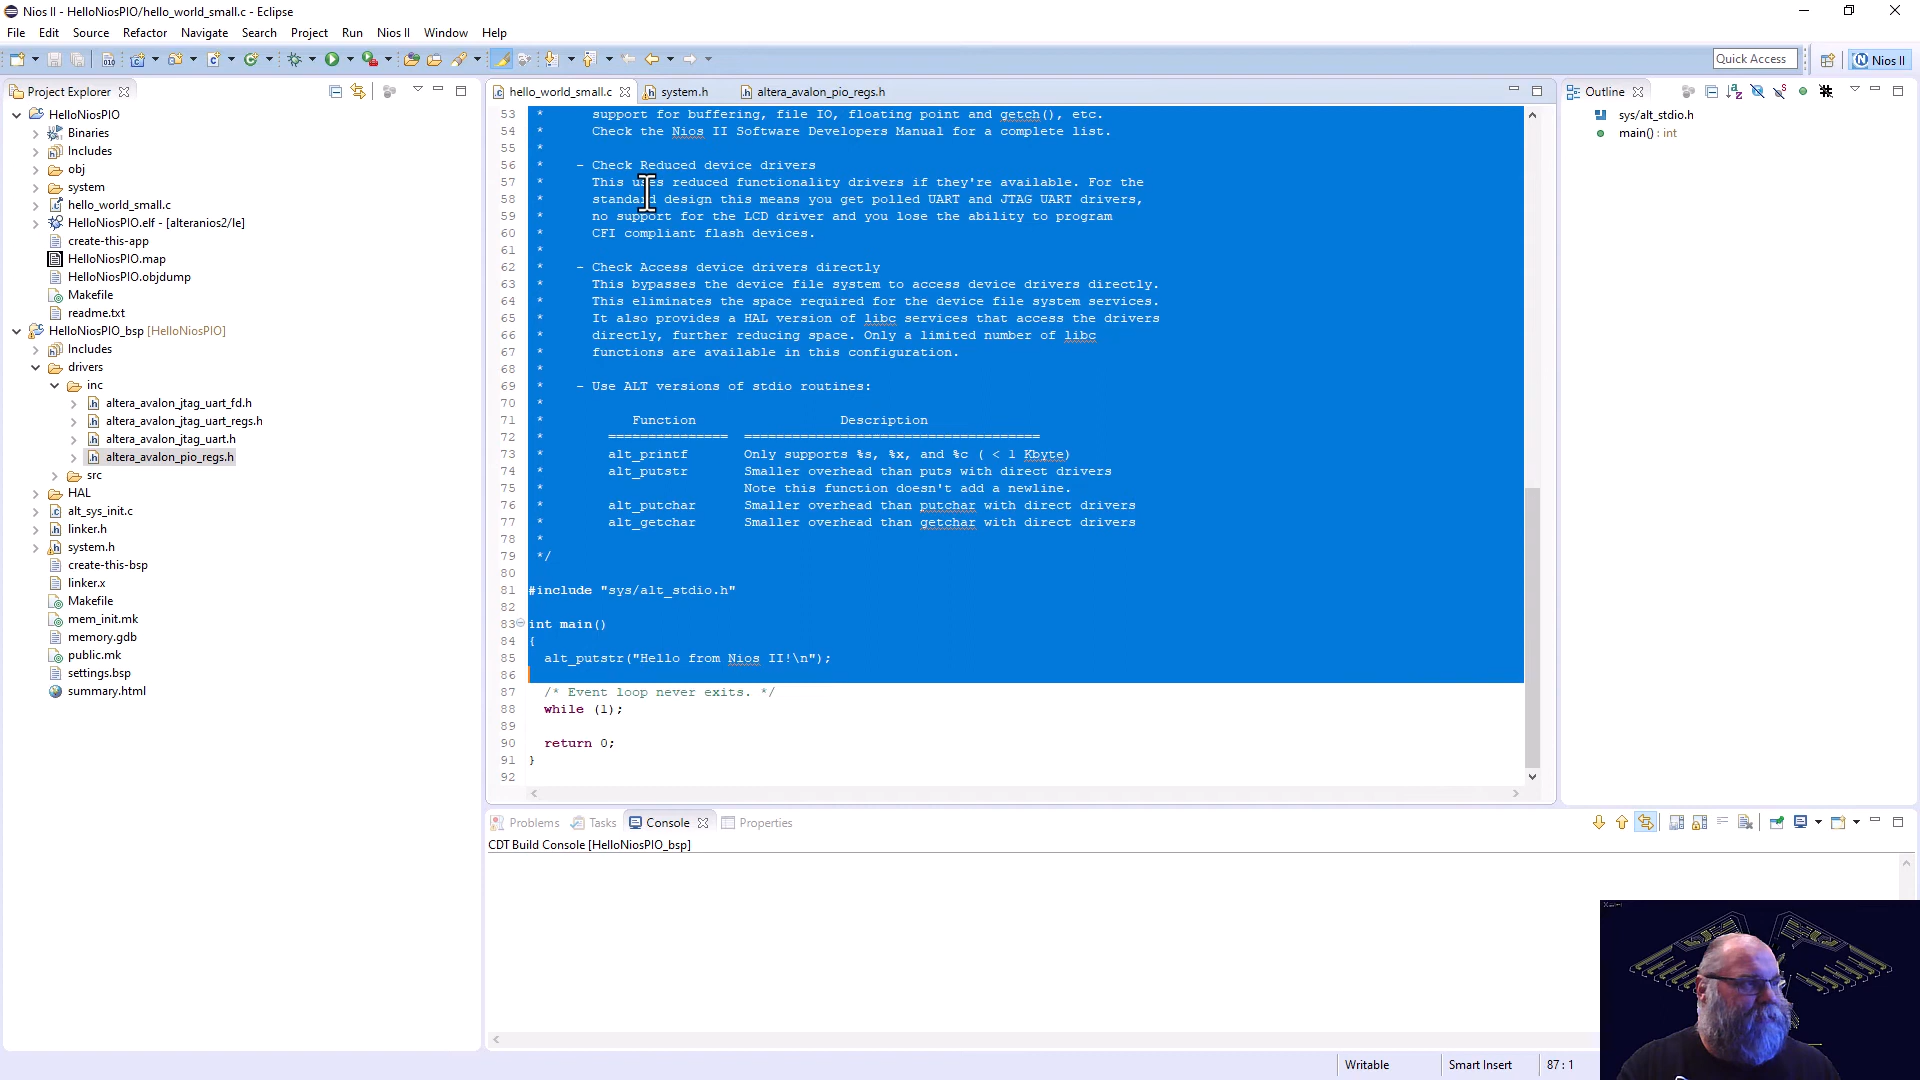 Nios II - HelloNiosPIO/hello_world_small.c - Eclipse
File Edit Source Refactor Navigate Search Project Run Nios II Window Help
Quick Access
Nios II
Project Explorer
HelloNiosPIO
Binaries
Includes
obj
system
hello_world_small.c
HelloNiosPIO.elf - [alteranios2/le]
create-this-app
HelloNiosPIO.map
HelloNiosPIO.objdump
Makefile
readme.txt
HelloNiosPIO_bsp [HelloNiosPIO]
Includes
drivers
inc
altera_avalon_jtag_uart_fd.h
altera_avalon_jtag_uart_regs.h
altera_avalon_jtag_uart.h
altera_avalon_pio_regs.h
src
HAL
alt_sys_init.c
linker.h
system.h
create-this-bsp
linker.x
Makefile
mem_init.mk
memory.gdb
public.mk
settings.bsp
summary.html
hello_world_small.c system.h altera_avalon_pio_regs.h
53 * support for buffering, file IO, floating point and getch(), etc.
54 * Check the Nios II Software Developers Manual for a complete list.
55 *
56 * - Check Reduced device drivers
57 * This uses reduced functionality drivers if they're available. For the
58 * standard design this means you get polled UART and JTAG UART drivers,
59 * no support for the LCD driver and you lose the ability to program
60 * CFI compliant flash devices.
61 *
62 * - Check Access device drivers directly
63 * This bypasses the device file system to access device drivers directly.
64 * This eliminates the space required for the device file system services.
65 * It also provides a HAL version of libc services that access the drivers
66 * directly, further reducing space. Only a limited number of libc
67 * functions are available in this configuration.
68 *
69 * - Use ALT versions of stdio routines:
70 *
71 * Function Description
72 * =============== =====================================
73 * alt_printf Only supports %s, %x, and %c ( < 1 Kbyte)
74 * alt_putstr Smaller overhead than puts with direct drivers
75 * Note this function doesn't add a newline.
76 * alt_putchar Smaller overhead than putchar with direct drivers
77 * alt_getchar Smaller overhead than getchar with direct drivers
78 *
79 */
80
81 #include "sys/alt_stdio.h"
82
83 int main()
84 {
85 alt_putstr("Hello from Nios II!\n");
86
87 /* Event loop never exits. */
88 while (1);
89
90 return 0;
91 }
92
Outline
sys/alt_stdio.h
main() : int
Problems Tasks Console Properties
CDT Build Console [HelloNiosPIO_bsp]
Writable Smart Insert 87 : 1